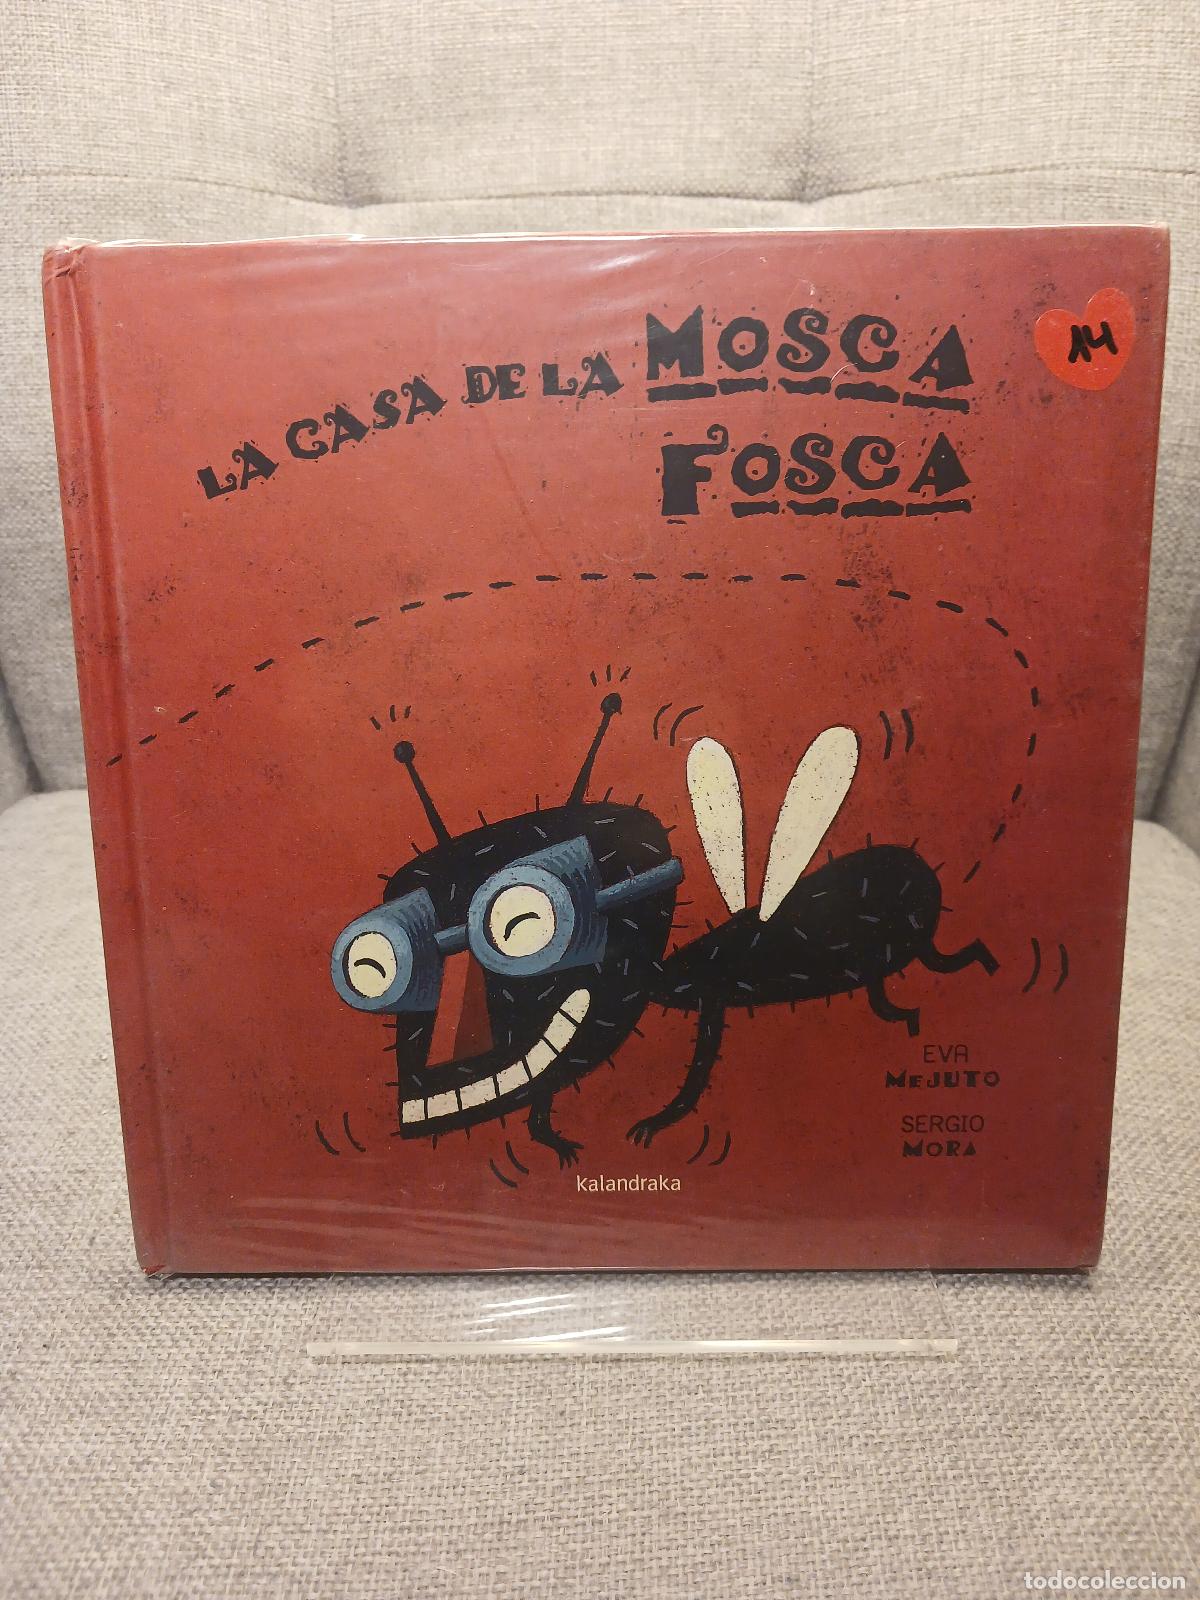 LA CASA DE LA MOSCA
FOSCA
14
EVA
MEJUTO
SERGIO
MORA
Kalandraka
todocoleccion